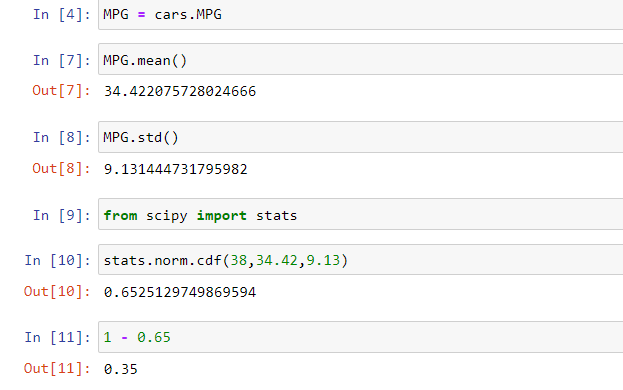 In [4]: MPG = cars.MPG
In [7]: MPG.mean()
Out[7]: 34.422075728024666
In [8]: MPG.std()
Out[8]: 9.131444731795982
In [9]: from scipy import stats
In [10]: stats.norm.cdf(38,34.42,9.13)
Out[10]: 0.6525129749869594
In [11]: 1 - 0.65
Out[11]: 0.35